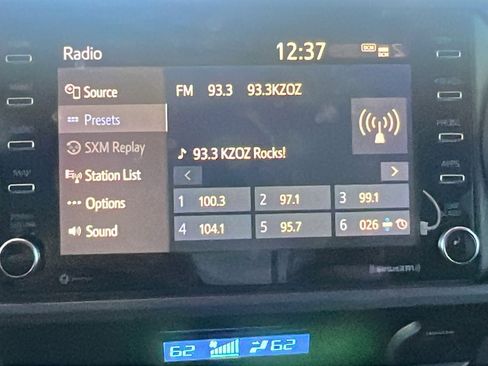 Radio 12:37
Source
FM 93.3 93.3KZOZ
Presets
SXM Replay
♪ 93.3 KZOZ Rocks!
Station List
< >
Options
1 100.3 2 97.1 3 99.1
Sound
4 104.1 5 95.7 6 026
SiriusXM
62 62